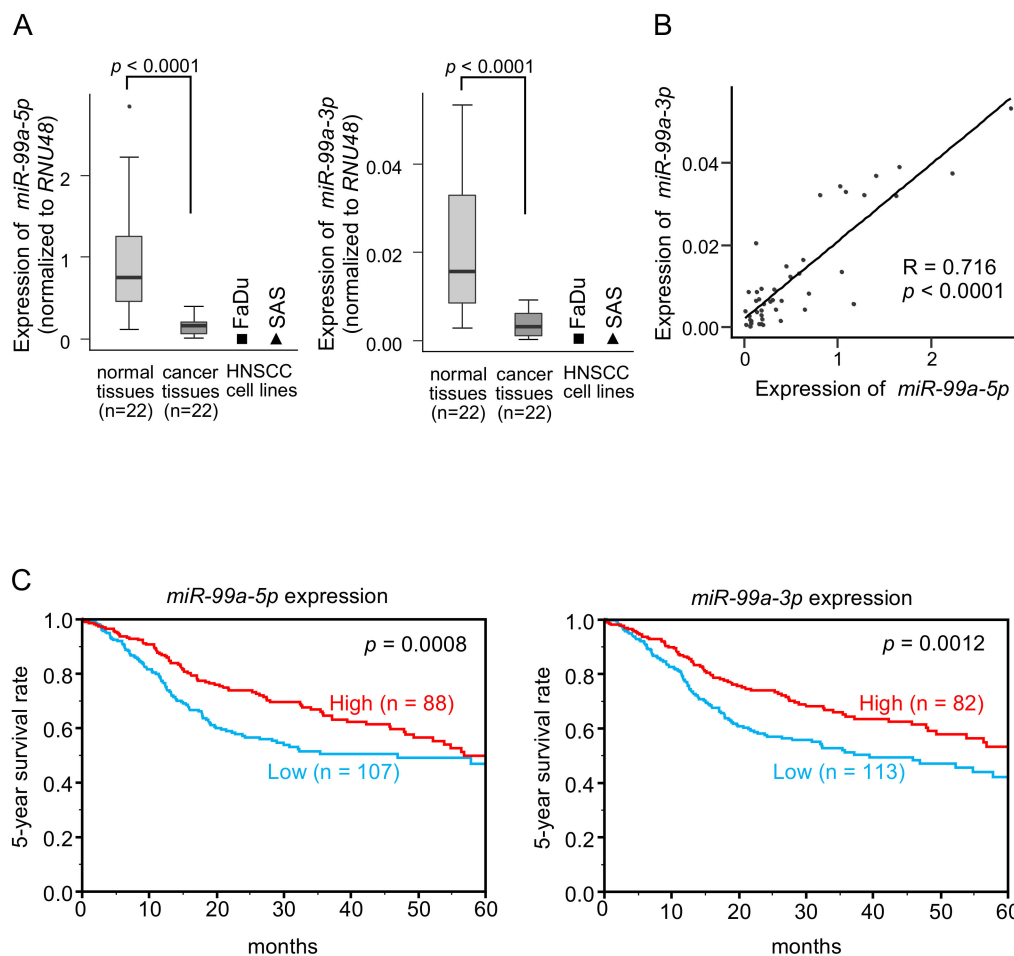 A
p < 0.0001
Expression of miR-99a-5p
(normalized to RNU48)
2
1
0
FaDu
SAS
normal
tissues
(n=22)
cancer
tissues
(n=22)
HNSCC
cell lines
p < 0.0001
Expression of miR-99a-3p
(normalized to RNU48)
0.04
0.02
0.00
FaDu
SAS
normal
tissues
(n=22)
cancer
tissues
(n=22)
HNSCC
cell lines
B
Expression of miR-99a-3p
0.04
0.02
0.00
R = 0.716
p < 0.0001
0 1 2
Expression of miR-99a-5p
C
miR-99a-5p expression
5-year survival rate
1.0
0.8
0.6
0.4
0.2
0.0
p = 0.0008
High (n = 88)
Low (n = 107)
0 10 20 30 40 50 60
months
miR-99a-3p expression
5-year survival rate
1.0
0.8
0.6
0.4
0.2
0.0
p = 0.0012
High (n = 82)
Low (n = 113)
0 10 20 30 40 50 60
months